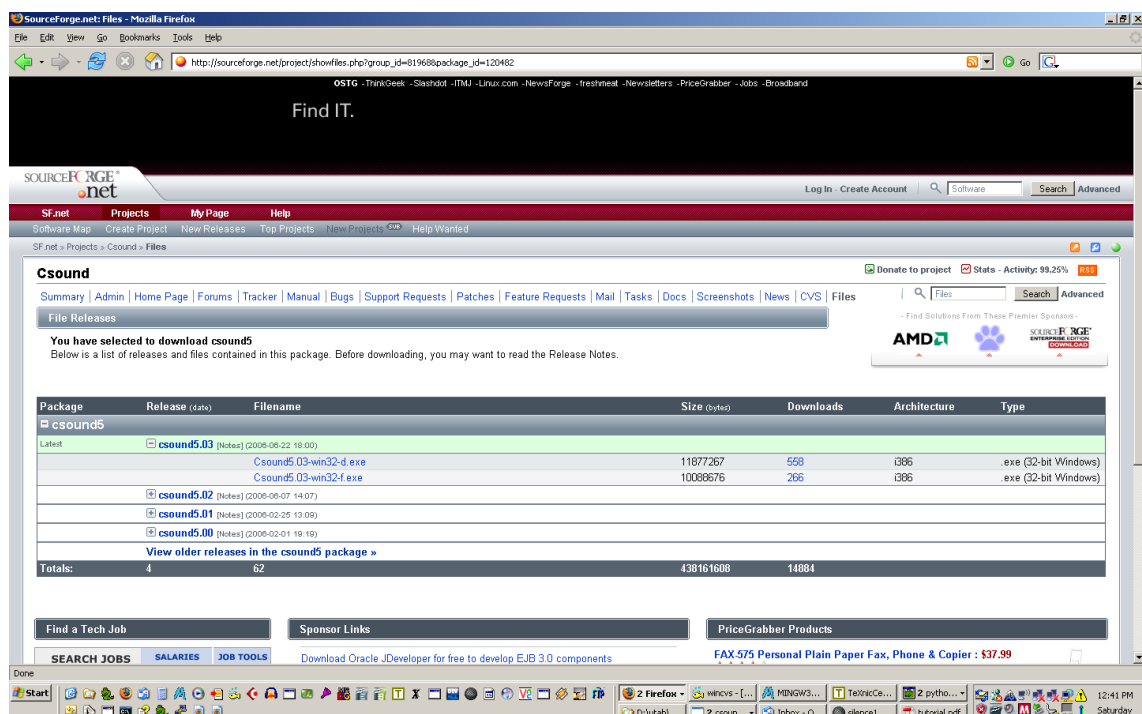 SourceForge.net: Files - Mozilla Firefox
File Edit View Go Bookmarks Tools Help
http://sourceforge.net/project/showfiles.php?group_id=81968&package_id=120482
Go
OSTG - ThinkGeek - Slashdot - ITMJ - Linux.com - NewsForge - freshmeat - Newsletters - PriceGrabber - Jobs - Broadband
Find IT.
SOURCEFORGE
.net
Log In - Create Account Software Search Advanced
SF.net Projects My Page Help
Software Map Create Project New Releases Top Projects New Projects SUB Help Wanted
SF.net » Projects » Csound » Files
Csound Donate to project Stats - Activity: 99.25% RSS
Summary | Admin | Home Page | Forums | Tracker | Manual | Bugs | Support Requests | Patches | Feature Requests | Mail | Tasks | Docs | Screenshots | News | CVS | Files
Files Search Advanced
File Releases
- Find Solutions From These Premier Sponsors -
You have selected to download csound5
Below is a list of releases and files contained in this package. Before downloading, you may want to read the Release Notes.
AMD
SOURCEFORGE
ENTERPRISE EDITION
DOWNLOAD
Package Release (date) Filename Size (bytes) Downloads Architecture Type
csound5
Latest csound5.03 [Notes] (2006-06-22 18:00)
Csound5.03-win32-d.exe 11877267 558 i386 .exe (32-bit Windows)
Csound5.03-win32-f.exe 10088676 266 i386 .exe (32-bit Windows)
csound5.02 [Notes] (2006-06-07 14:07)
csound5.01 [Notes] (2006-02-25 13:09)
csound5.00 [Notes] (2006-02-01 19:19)
View older releases in the csound5 package »
Totals: 4 62 438161608 14884
Find a Tech Job Sponsor Links PriceGrabber Products
SEARCH JOBS SALARIES JOB TOOLS
Download Oracle JDeveloper for free to develop EJB 3.0 components
FAX-575 Personal Plain Paper Fax, Phone & Copier : $37.99
Done
Start 2 Firefox wincvs - [... MINGW3... TeXnicCe... 2 pytho... 12:41 PM
D:\utah\ 2 csoun... Inbox - O... silence1 tutorial.pdf Saturday